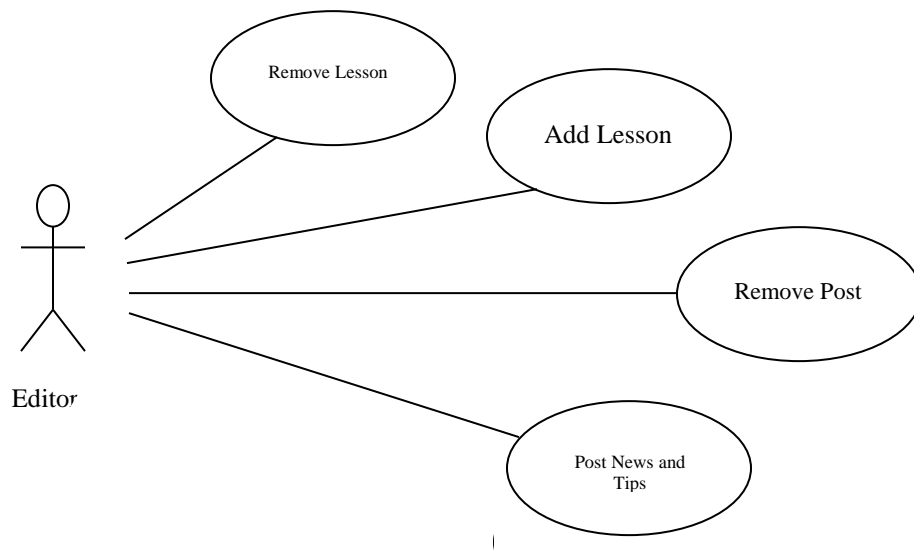 Remove Lesson
Add Lesson
Remove Post
Editor
Post News and
Tips